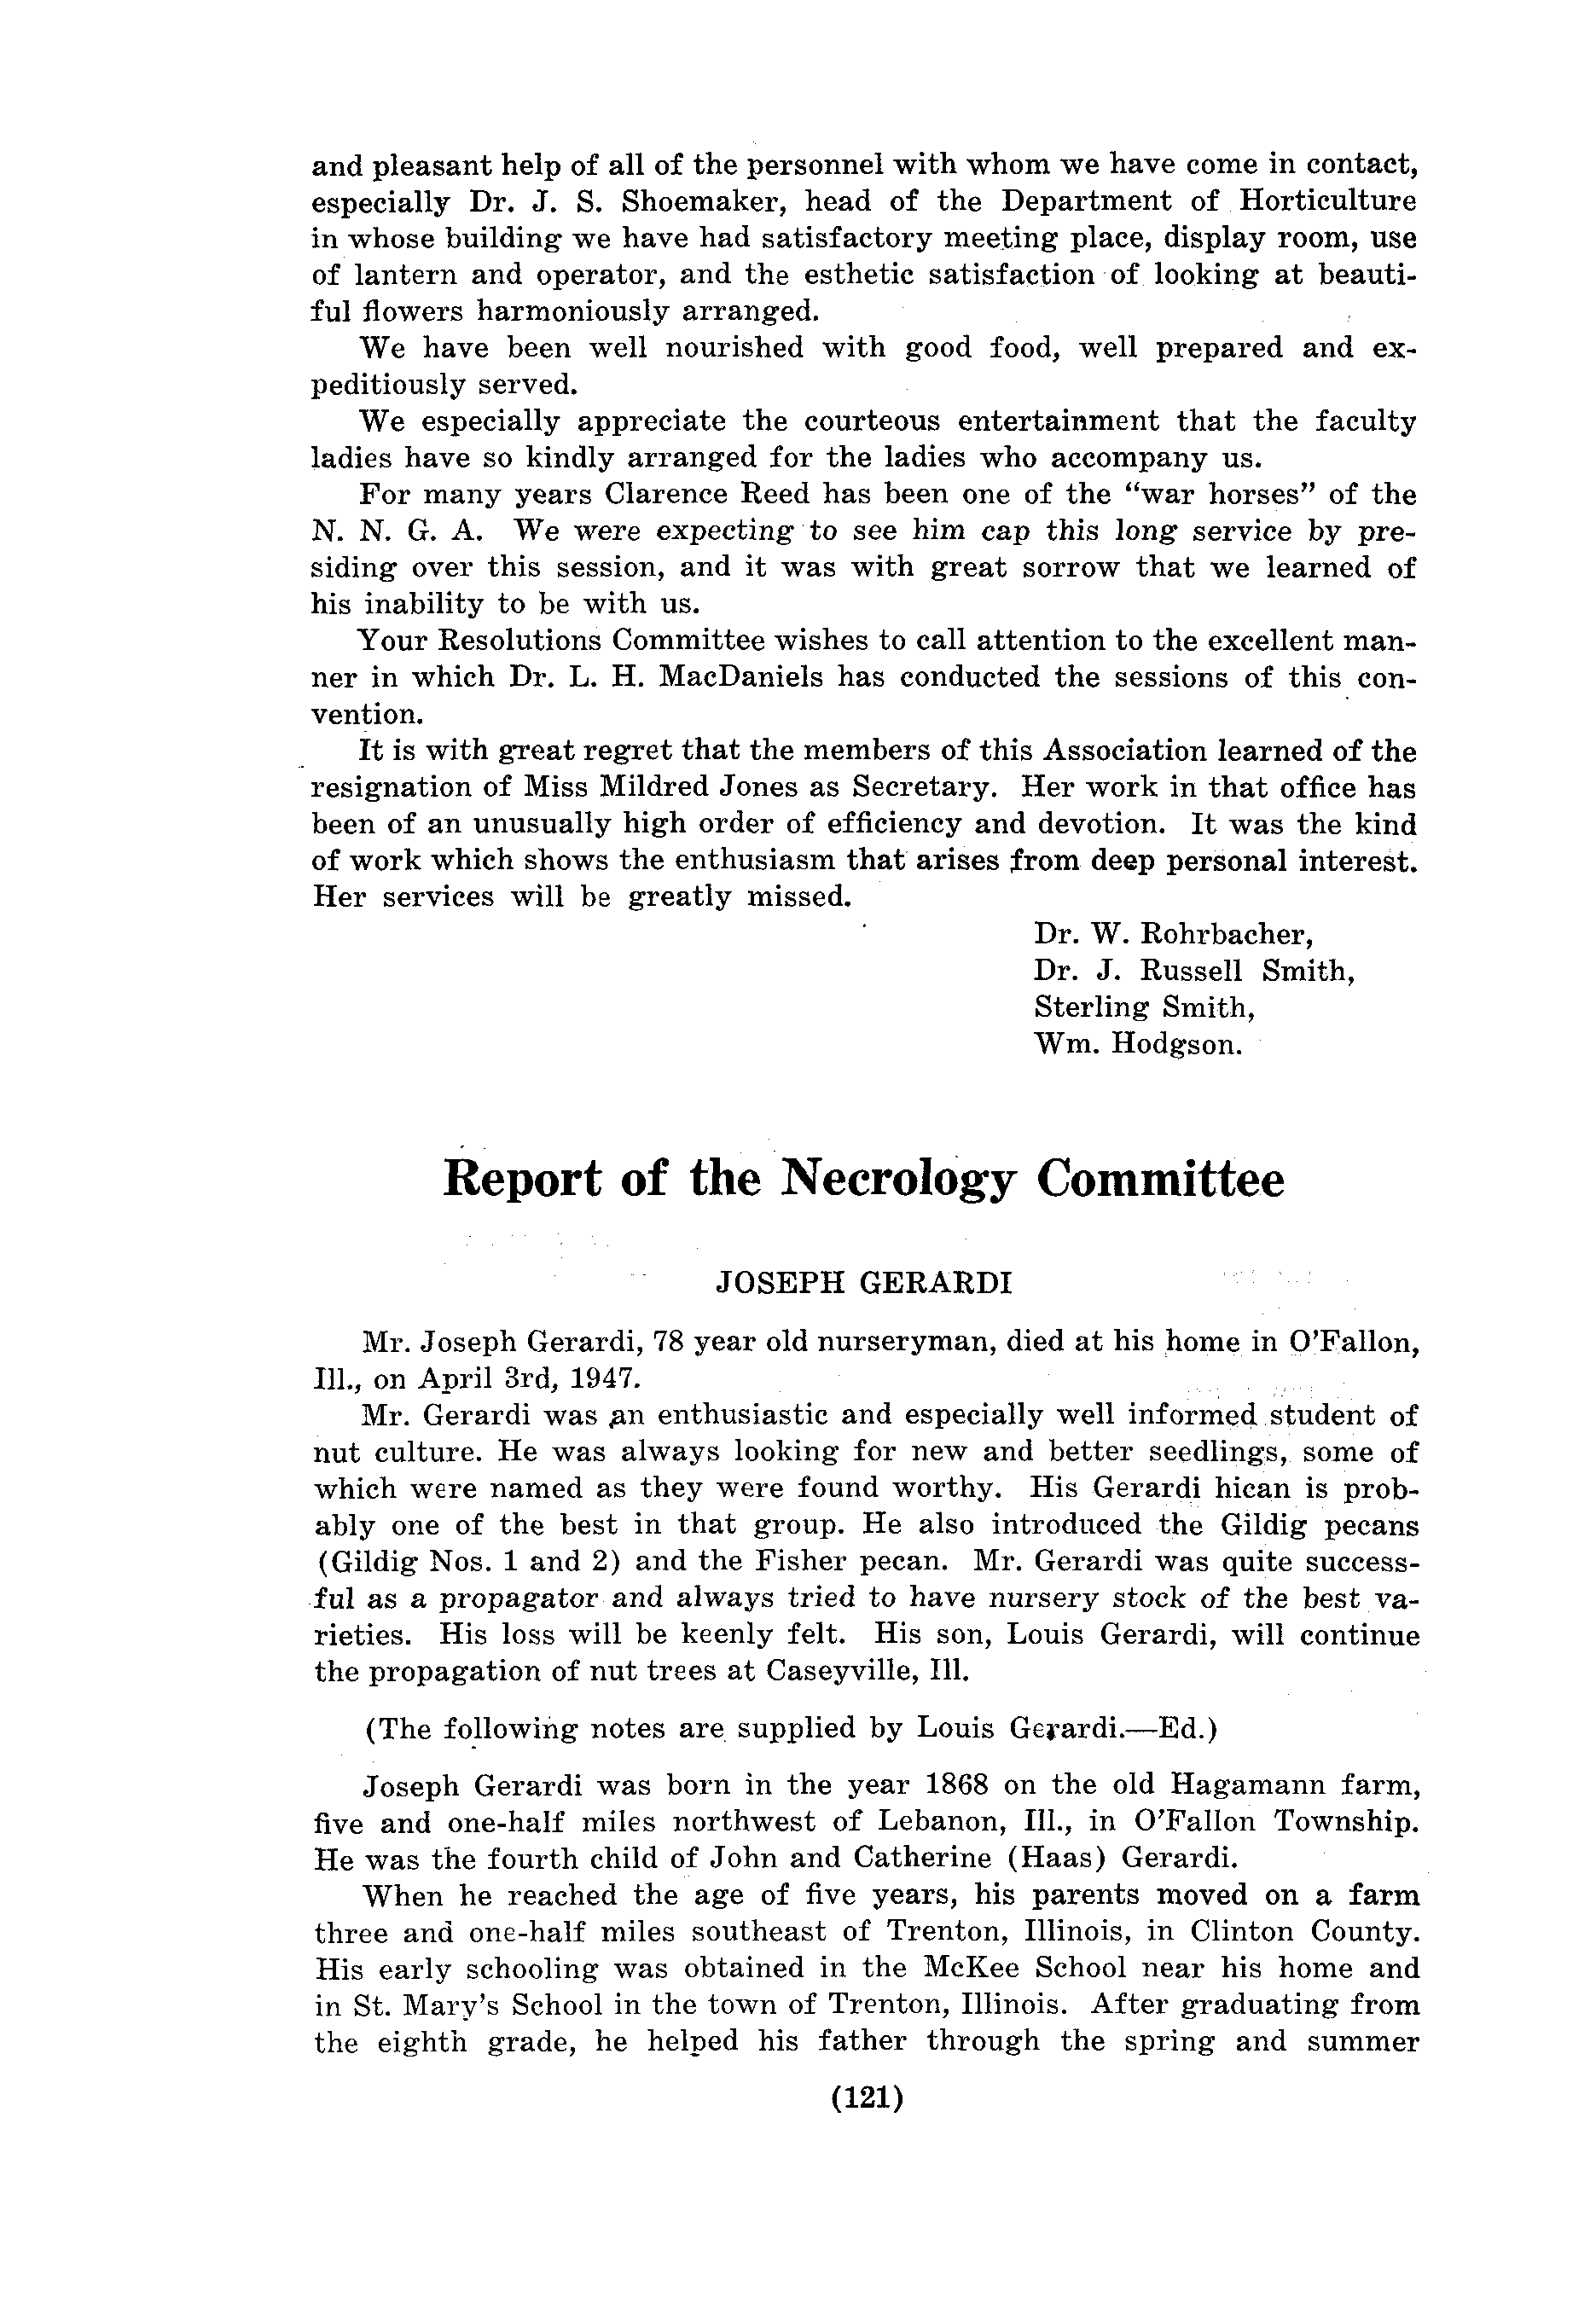 and pleasant help of all of the personnel with whom we have come in contact,
especially Dr. J. S. Shoemaker, head of the Department of Horticulture
in whose building we have had satisfactory meeting place, display room, use
of lantern and operator, and the esthetic satisfaction of looking at beauti-
ful flowers harmoniously arranged.
We have been well nourished with good food, well prepared and ex-
peditiously served.
We especially appreciate the courteous entertainment that the faculty
ladies have so kindly arranged for the ladies who accompany us.
For many years Clarence Reed has been one of the “war horses” of the
N. N. G. A. We were expecting to see him cap this long service by pre-
siding over this session, and it was with great sorrow that we learned of
his inability to be with us.
Your Resolutions Committee wishes to call attention to the excellent man-
ner in which Dr. L. H. MacDaniels has conducted the sessions of this con-
vention.
It is with great regret that the members of this Association learned of the
resignation of Miss Mildred Jones as Secretary. Her work in that office has
been of an unusually high order of efficiency and devotion. It was the kind
of work which shows the enthusiasm that arises from deep personal interest.
Her services will be greatly missed.
Dr. W. Rohrbacher,
Dr. J. Russell Smith,
Sterling Smith,
Wm. Hodgson.
Report of the Necrology Committee
JOSEPH GERARDI
Mr. Joseph Gerardi, 78 year old nurseryman, died at his home in O'Fallon,
Ill., on April 3rd, 1947.
Mr. Gerardi was an enthusiastic and especially well informed student of
nut culture. He was always looking for new and better seedlings, some of
which were named as they were found worthy. His Gerardi hican is prob-
ably one of the best in that group. He also introduced the Gildig pecans
(Gildig Nos. 1 and 2) and the Fisher pecan. Mr. Gerardi was quite success-
ful as a propagator and always tried to have nursery stock of the best va-
rieties. His loss will be keenly felt. His son, Louis Gerardi, will continue
the propagation of nut trees at Caseyville, Ill.
(The following notes are supplied by Louis Gerardi.—Ed.)
Joseph Gerardi was born in the year 1868 on the old Hagamann farm,
five and one-half miles northwest of Lebanon, Ill., in O'Fallon Township.
He was the fourth child of John and Catherine (Haas) Gerardi.
When he reached the age of five years, his parents moved on a farm
three and one-half miles southeast of Trenton, Illinois, in Clinton County.
His early schooling was obtained in the McKee School near his home and
in St. Mary's School in the town of Trenton, Illinois. After graduating from
the eighth grade, he helped his father through the spring and summer
(121)